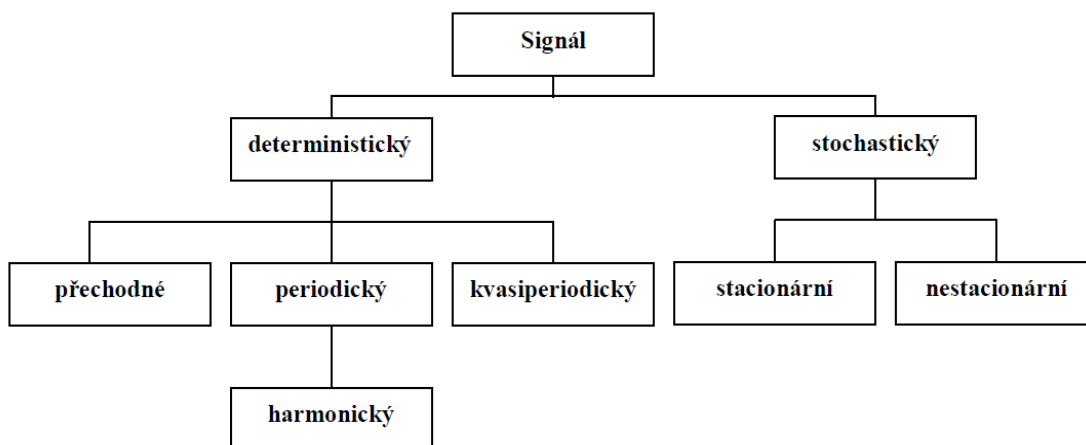 Signál
deterministický
stochastický
přechodné
periodický
kvasiperiodický
stacionární
nestacionární
harmonický